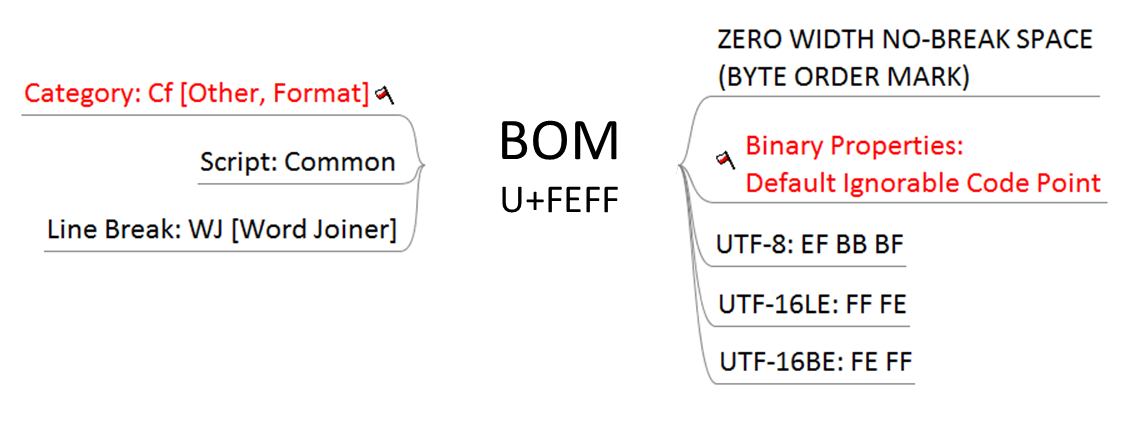 BOM
U+FEFF
Category: Cf [Other, Format]
Script: Common
Line Break: WJ [Word Joiner]
ZERO WIDTH NO-BREAK SPACE
(BYTE ORDER MARK)
Binary Properties:
Default Ignorable Code Point
UTF-8: EF BB BF
UTF-16LE: FF FE
UTF-16BE: FE FF